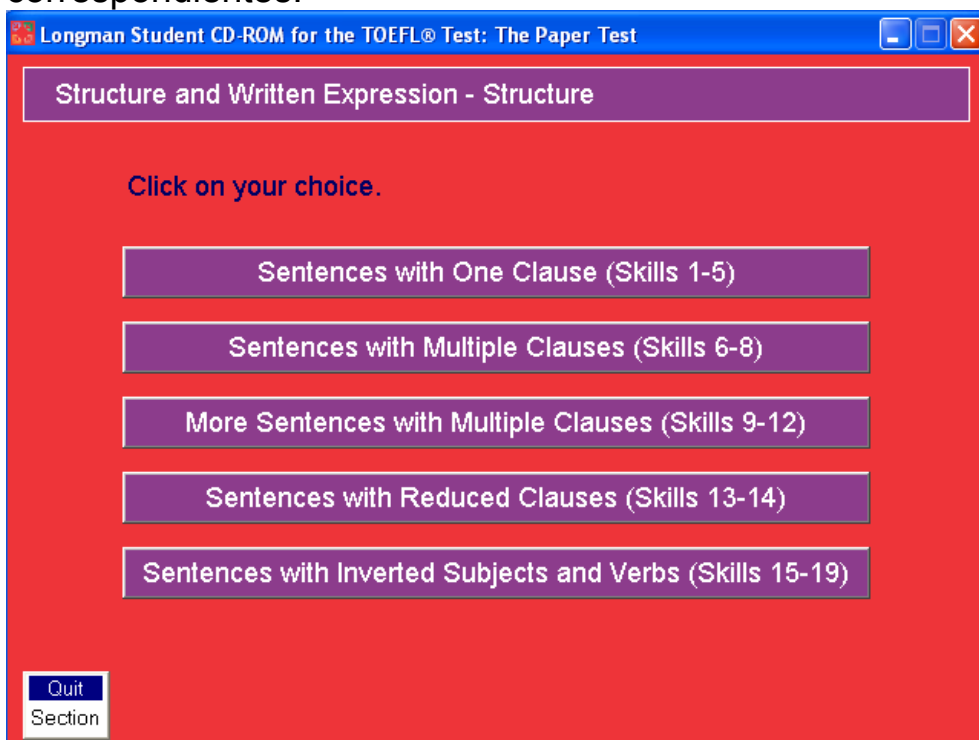 correspondientes.
Longman Student CD-ROM for the TOEFL® Test: The Paper Test
Structure and Written Expression - Structure
Click on your choice.
Sentences with One Clause (Skills 1-5)
Sentences with Multiple Clauses (Skills 6-8)
More Sentences with Multiple Clauses (Skills 9-12)
Sentences with Reduced Clauses (Skills 13-14)
Sentences with Inverted Subjects and Verbs (Skills 15-19)
Quit
Section